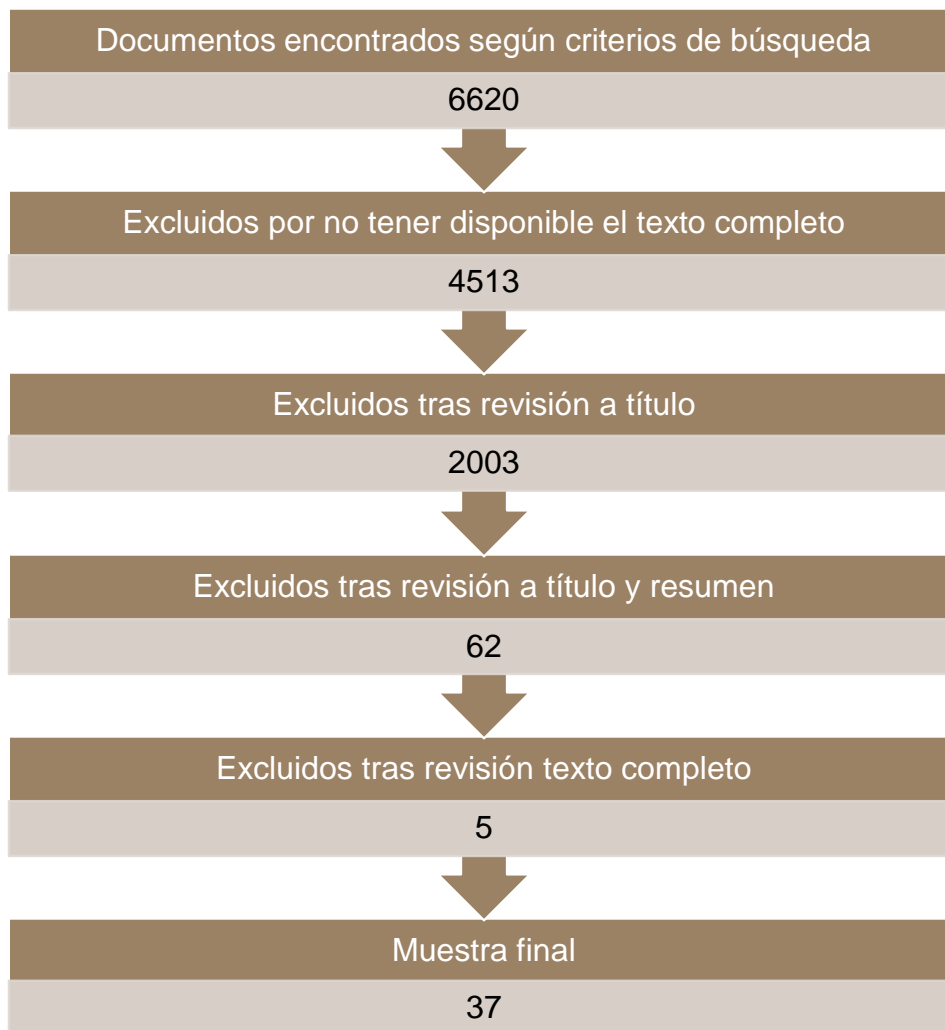 Documentos encontrados según criterios de búsqueda
6620
Excluidos por no tener disponible el texto completo
4513
Excluidos tras revisión a título
2003
Excluidos tras revisión a título y resumen
62
Excluidos tras revisión texto completo
5
Muestra final
37